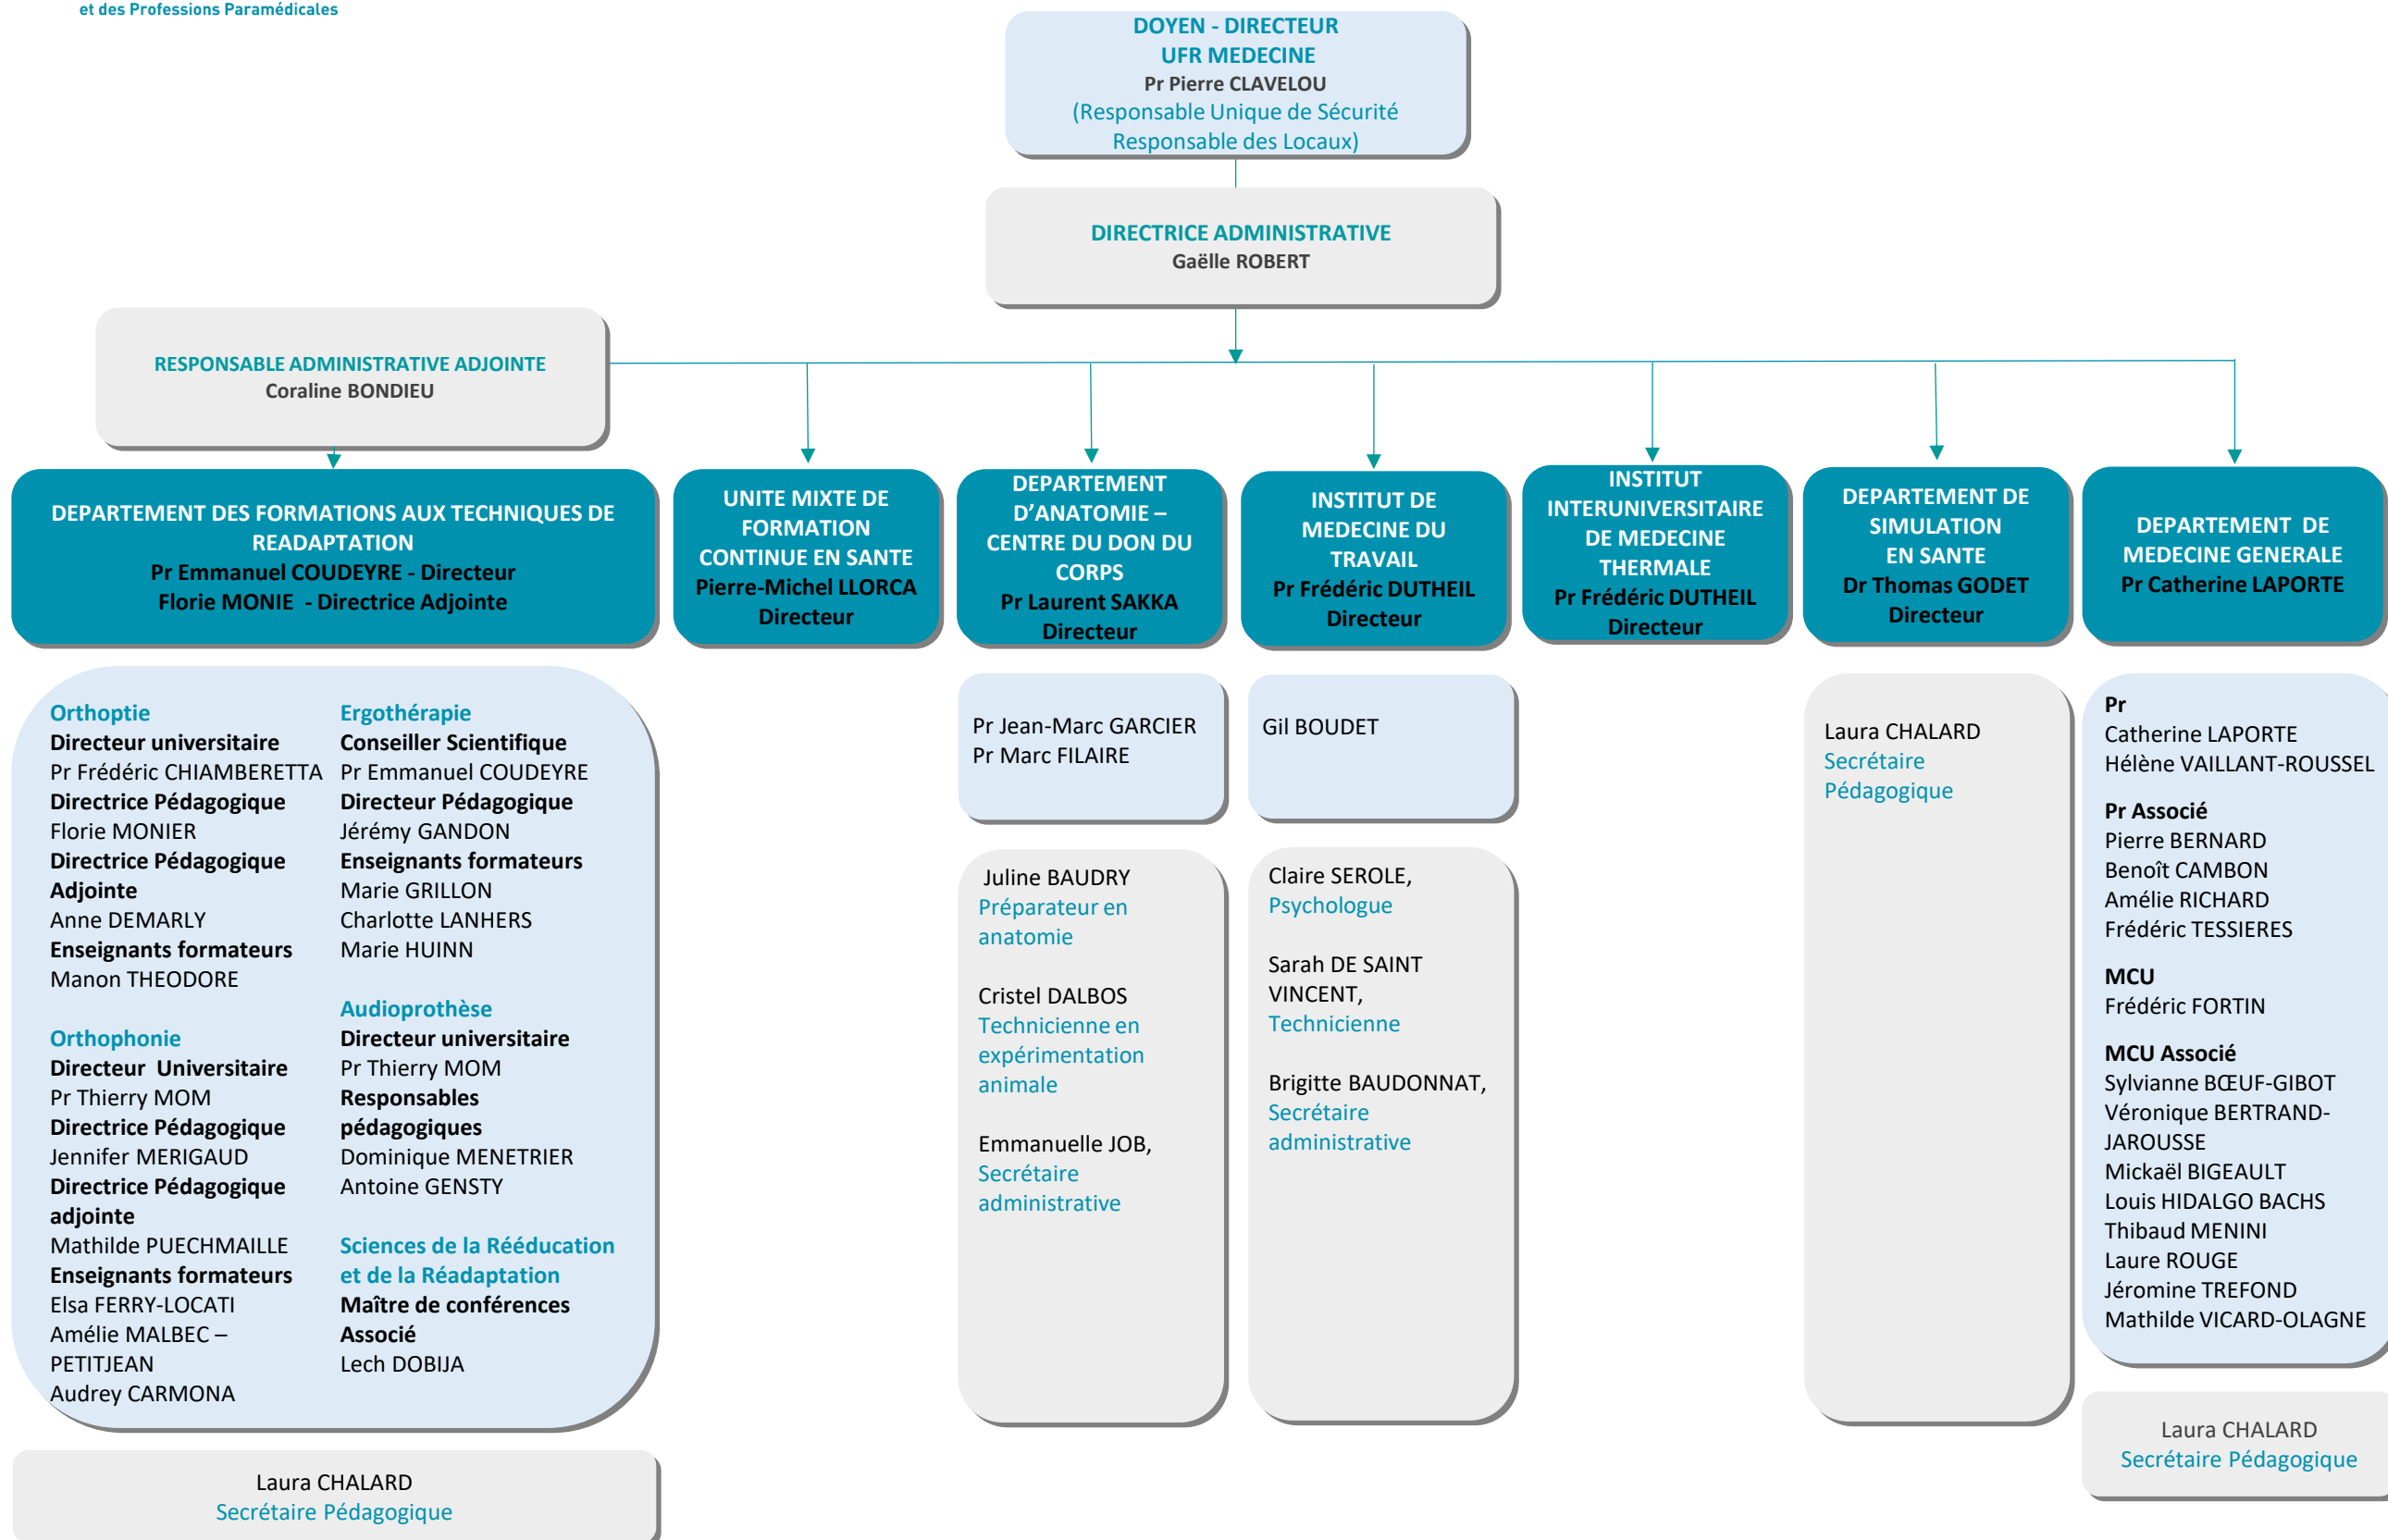 et des Professions Paramédicales
DOYEN - DIRECTEUR
UFR MEDECINE
Pr Pierre CLAVELOU
(Responsable Unique de Sécurité
Responsable des Locaux)
DIRECTRICE ADMINISTRATIVE
Gaëlle ROBERT
RESPONSABLE ADMINISTRATIVE ADJOINTE
Coraline BONDIEU
DEPARTEMENT DES FORMATIONS AUX TECHNIQUES DE
READAPTATION
Pr Emmanuel COUDEYRE - Directeur
Florie MONIE - Directrice Adjointe
UNITE MIXTE DE
FORMATION
CONTINUE EN SANTE
Pierre-Michel LLORCA
Directeur
DEPARTEMENT
D’ANATOMIE –
CENTRE DU DON DU
CORPS
Pr Laurent SAKKA
Directeur
INSTITUT DE
MEDECINE DU
TRAVAIL
Pr Frédéric DUTHEIL
Directeur
INSTITUT
INTERUNIVERSITAIRE
DE MEDECINE
THERMALE
Pr Frédéric DUTHEIL
Directeur
DEPARTEMENT DE
SIMULATION
EN SANTE
Dr Thomas GODET
Directeur
DEPARTEMENT DE
MEDECINE GENERALE
Pr Catherine LAPORTE
Orthoptie
Directeur universitaire
Pr Frédéric CHIAMBERETTA
Directrice Pédagogique
Florie MONIER
Directrice Pédagogique
Adjointe
Anne DEMARLY
Enseignants formateurs
Manon THEODORE
Orthophonie
Directeur Universitaire
Pr Thierry MOM
Directrice Pédagogique
Jennifer MERIGAUD
Directrice Pédagogique
adjointe
Mathilde PUECHMAILLE
Enseignants formateurs
Elsa FERRY-LOCATI
Amélie MALBEC –
PETITJEAN
Audrey CARMONA
Ergothérapie
Conseiller Scientifique
Pr Emmanuel COUDEYRE
Directeur Pédagogique
Jérémy GANDON
Enseignants formateurs
Marie GRILLON
Charlotte LANHERS
Marie HUINN
Audioprothèse
Directeur universitaire
Pr Thierry MOM
Responsables
pédagogiques
Dominique MENETRIER
Antoine GENSTY
Sciences de la Rééducation
et de la Réadaptation
Maître de conférences
Associé
Lech DOBIJA
Laura CHALARD
Secrétaire Pédagogique
Pr Jean-Marc GARCIER
Pr Marc FILAIRE
Juline BAUDRY
Préparateur en
anatomie
Cristel DALBOS
Technicienne en
expérimentation
animale
Emmanuelle JOB,
Secrétaire
administrative
Gil BOUDET
Claire SEROLE,
Psychologue
Sarah DE SAINT
VINCENT,
Technicienne
Brigitte BAUDONNAT,
Secrétaire
administrative
Laura CHALARD
Secrétaire
Pédagogique
Pr
Catherine LAPORTE
Hélène VAILLANT-ROUSSEL
Pr Associé
Pierre BERNARD
Benoît CAMBON
Amélie RICHARD
Frédéric TESSIERES
MCU
Frédéric FORTIN
MCU Associé
Sylvianne BŒUF-GIBOT
Véronique BERTRAND-
JAROUSSE
Mickaël BIGEAULT
Louis HIDALGO BACHS
Thibaud MENINI
Laure ROUGE
Jéromine TREFOND
Mathilde VICARD-OLAGNE
Laura CHALARD
Secrétaire Pédagogique